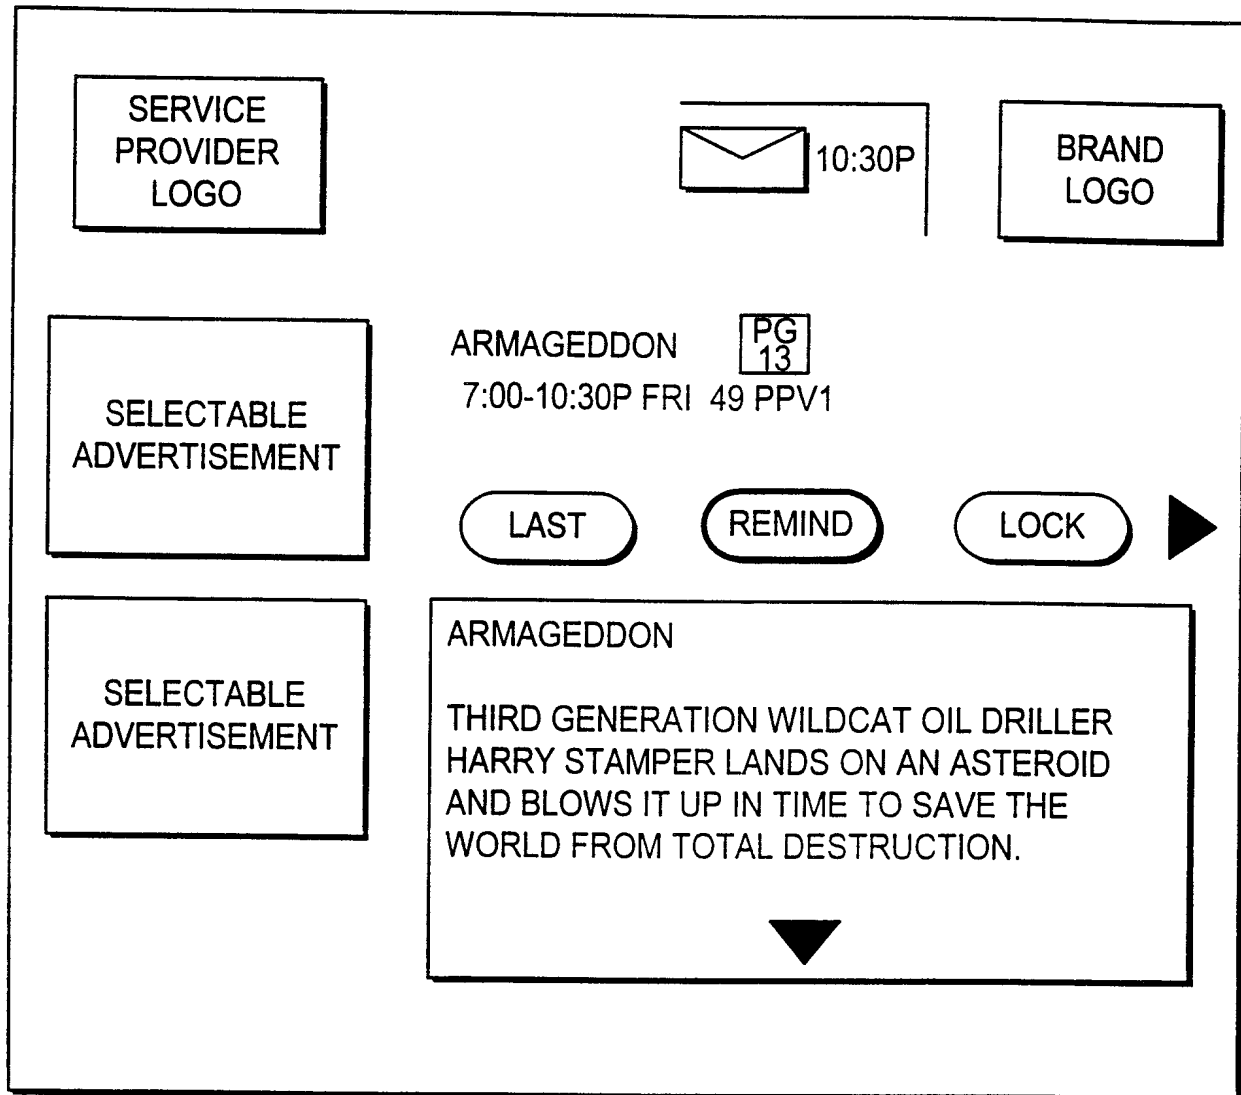 SERVICE
PROVIDER
LOGO
10:30P
BRAND
LOGO
SELECTABLE
ADVERTISEMENT
ARMAGEDDON
PG
13
7:00-10:30P FRI 49 PPV1
LAST
REMIND
LOCK
SELECTABLE
ADVERTISEMENT
ARMAGEDDON
THIRD GENERATION WILDCAT OIL DRILLER
HARRY STAMPER LANDS ON AN ASTEROID
AND BLOWS IT UP IN TIME TO SAVE THE
WORLD FROM TOTAL DESTRUCTION.